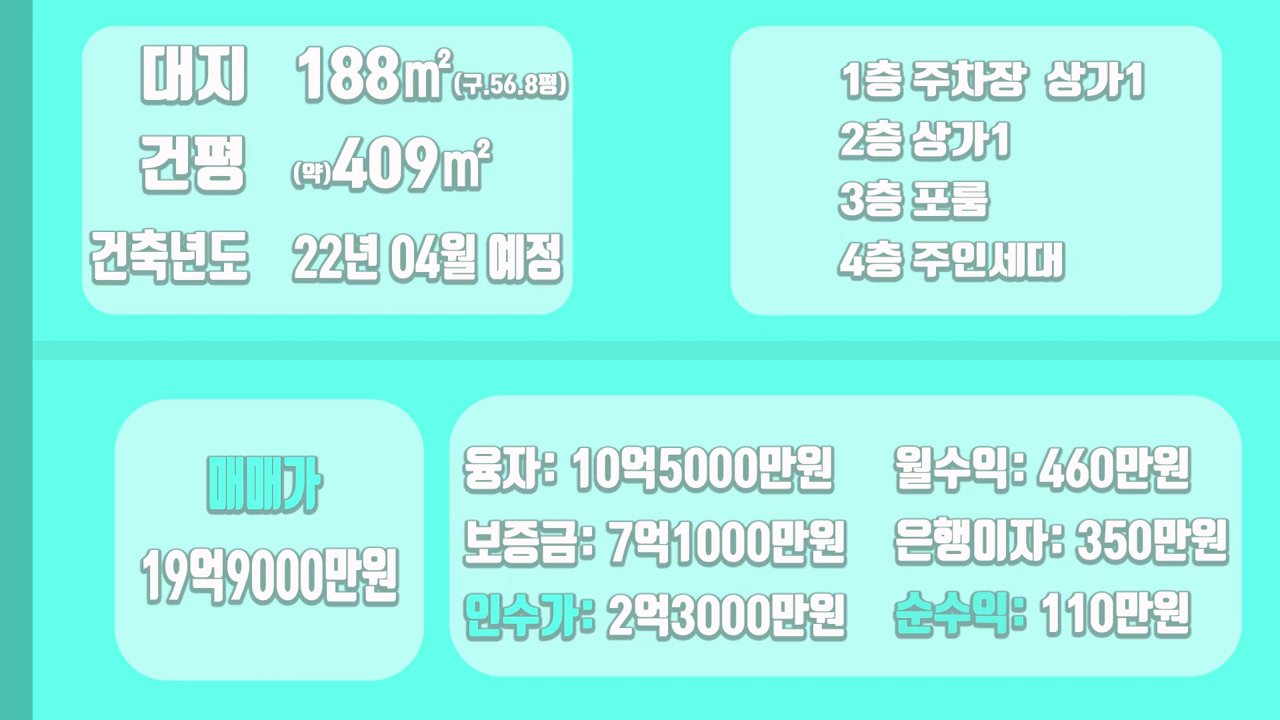 대지 188㎡(구.56.8평)
건평 (약)409㎡
건축년도 22년 04월 예정
1층 주차장 상가1
2층 상가1
3층 포룸
4층 주인세대
매매가
19억9000만원
융자: 10억5000만원
보증금: 7억1000만원
인수가: 2억3000만원
월수익: 460만원
은행이자: 350만원
순수익: 110만원